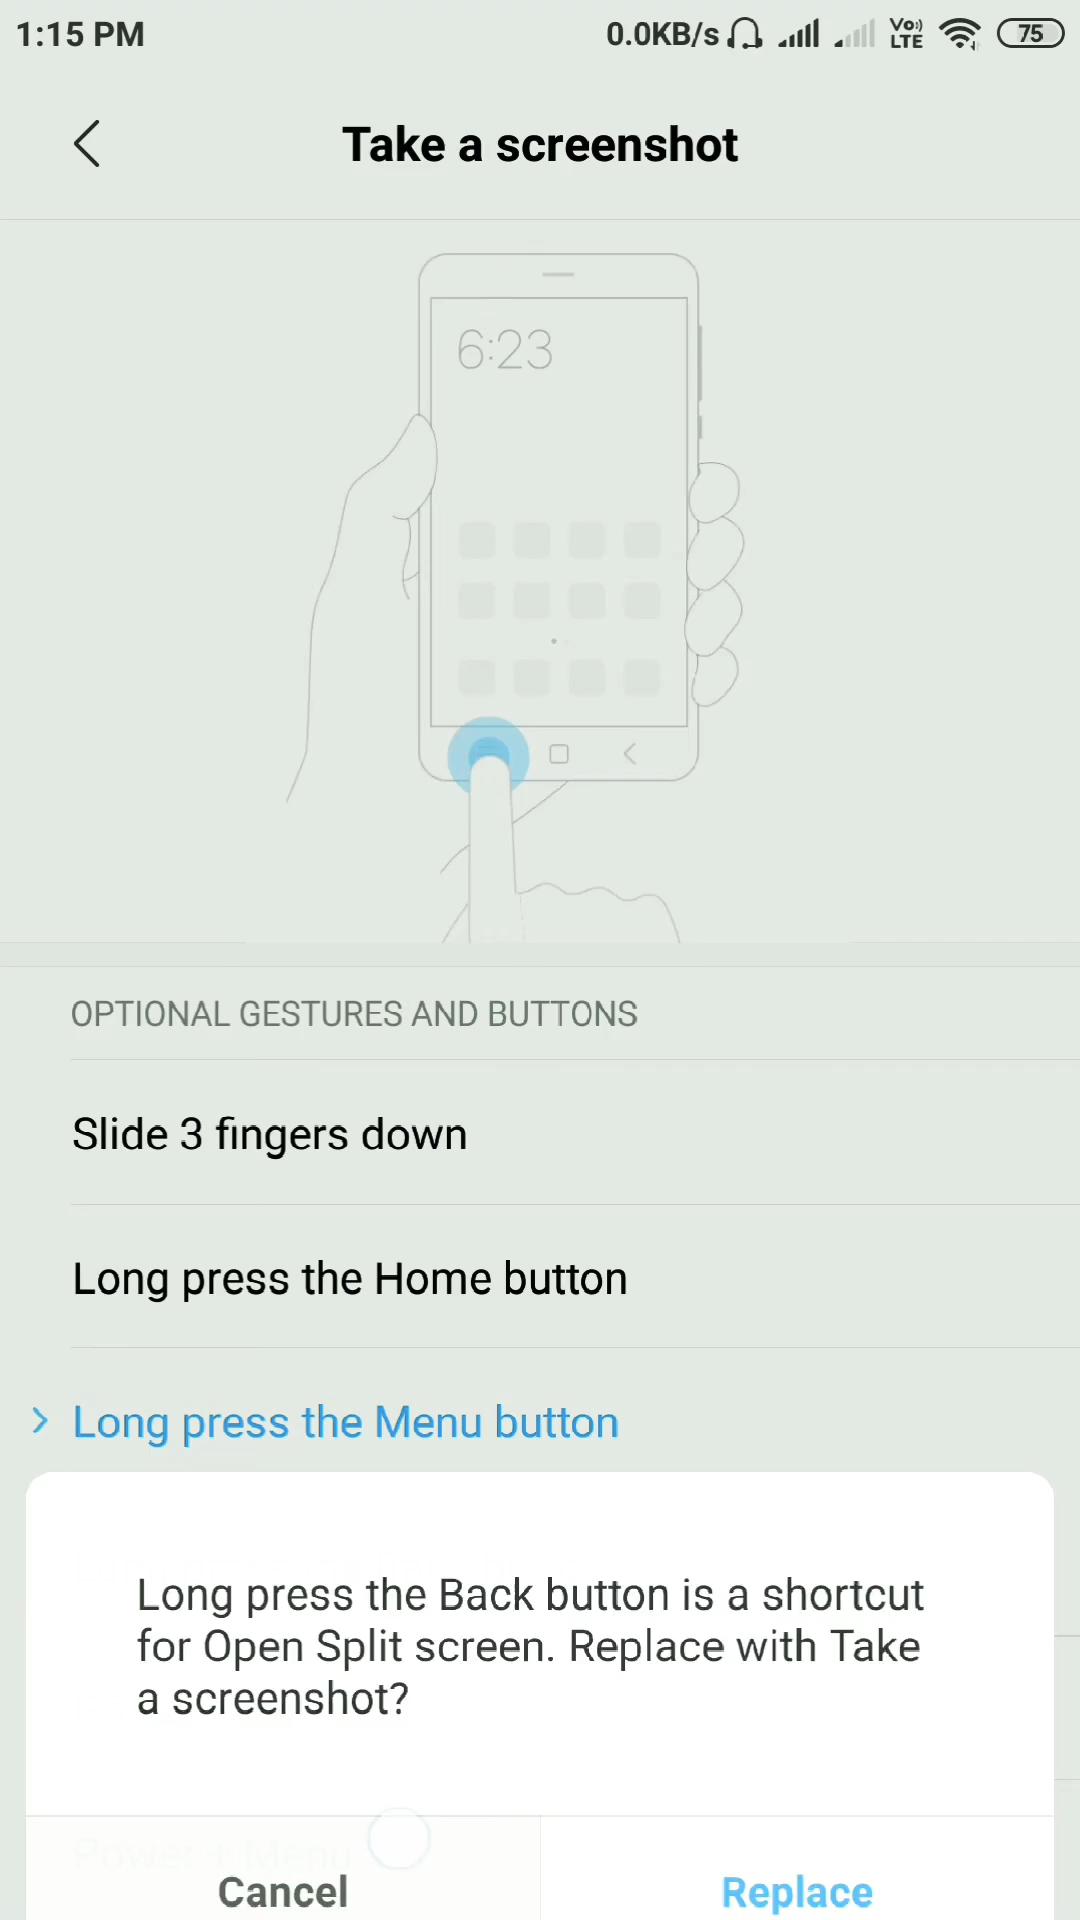 1:15 PM
0.0KB/s
Vo
LTE
75
Take a screenshot
6:23
OPTIONAL GESTURES AND BUTTONS
Slide 3 fingers down
Long press the Home button
Long press the Menu button
Long press the Back button is a shortcut
for Open Split screen. Replace with Take
a screenshot?
Power + Menu
Cancel
Replace